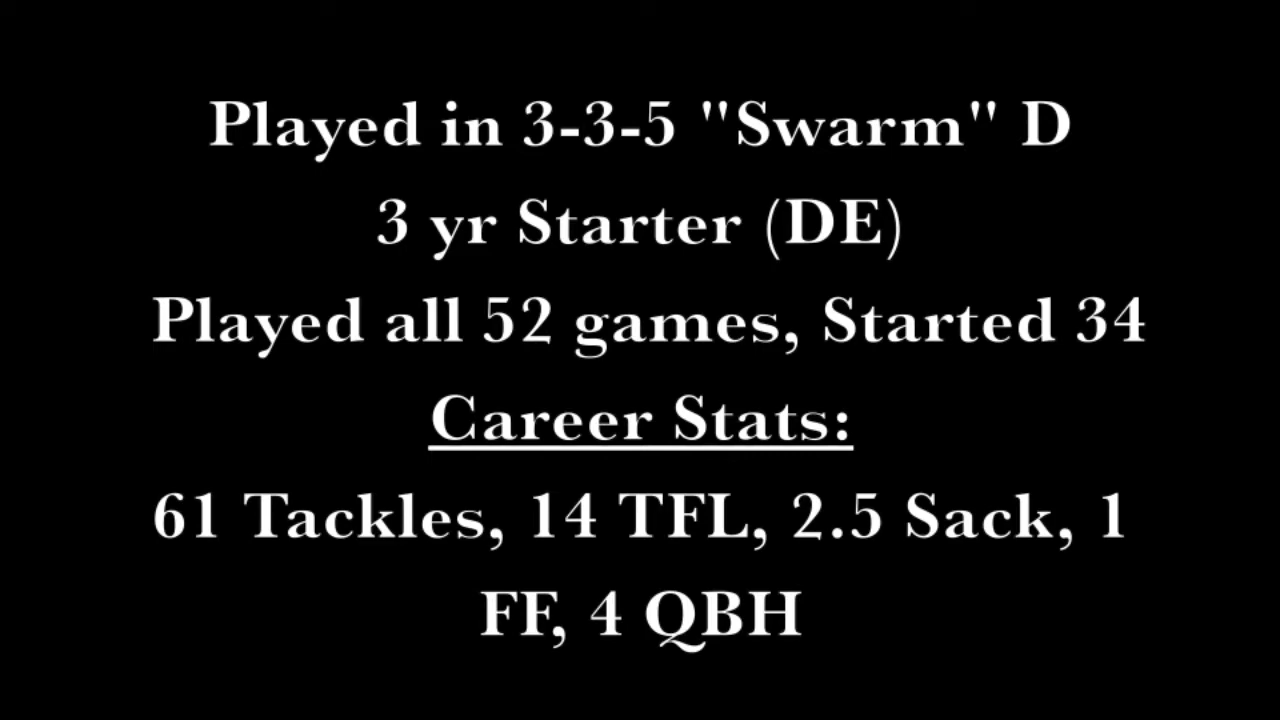 Played in 3-3-5 "Swarm" D
3 yr Starter (DE)
Played all 52 games, Started 34
Career Stats:
61 Tackles, 14 TFL, 2.5 Sack, 1
FF, 4 QBH